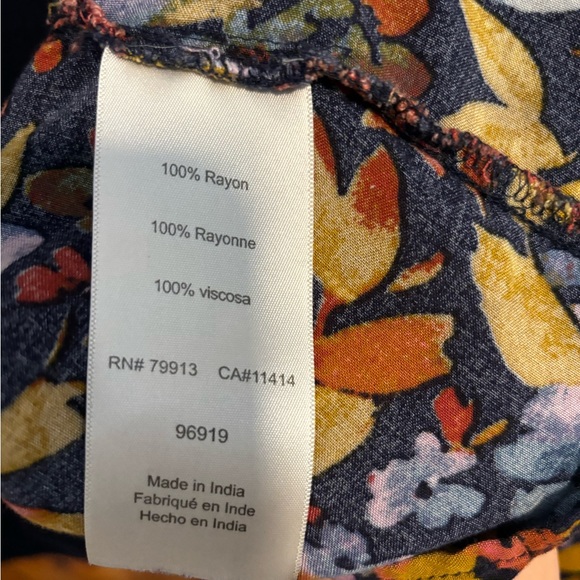 100% Rayon
100% Rayonne
100% viscosa
RN# 79913 CA#11414
96919
Made in India
Fabriqué en Inde
Hecho en India